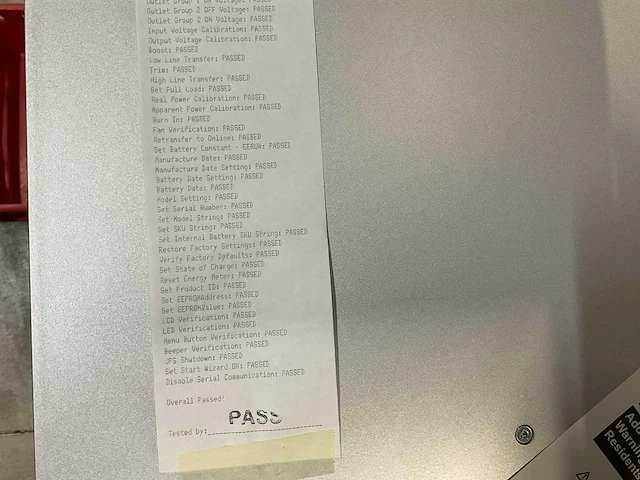 Outlet Group 1 ON Voltage: PASSED
Outlet Group 2 OFF Voltage: PASSED
Outlet Group 2 ON Voltage: PASSED
Input Voltage Calibration: PASSED
Output Voltage Calibration: PASSED
Boost: PASSED
Low Line Transfer: PASSED
Trim: PASSED
High Line Transfer: PASSED
Set Full Load: PASSED
Real Power Calibration: PASSED
Apparent Power Calibration: PASSED
Burn In: PASSED
Fan Verification: PASSED
Retransfer to Online: PASSED
Set Battery Constant - EERUN: PASSED
Manufacture Date: PASSED
Manufacture Date Setting: PASSED
Battery Date Setting: PASSED
Battery Date: PASSED
Model Setting: PASSED
Set Serial Number: PASSED
Set Model String: PASSED
Set SKU String: PASSED
Set Internal Battery SKU String: PASSED
Restore Factory Settings: PASSED
Verify Factory Defaults: PASSED
Set State of Charge: PASSED
Reset Energy Meter: PASSED
Set Product ID: PASSED
Set EEPROMAddress: PASSED
Set EEPROMValue: PASSED
LCD Verification: PASSED
LED Verification: PASSED
Menu Button Verification: PASSED
Beeper Verification: PASSED
UPS Shutdown: PASSED
Set Start Wizard ON: PASSED
Disable Serial Communication: PASSED
Overall Passed!
PASS
Tested by: